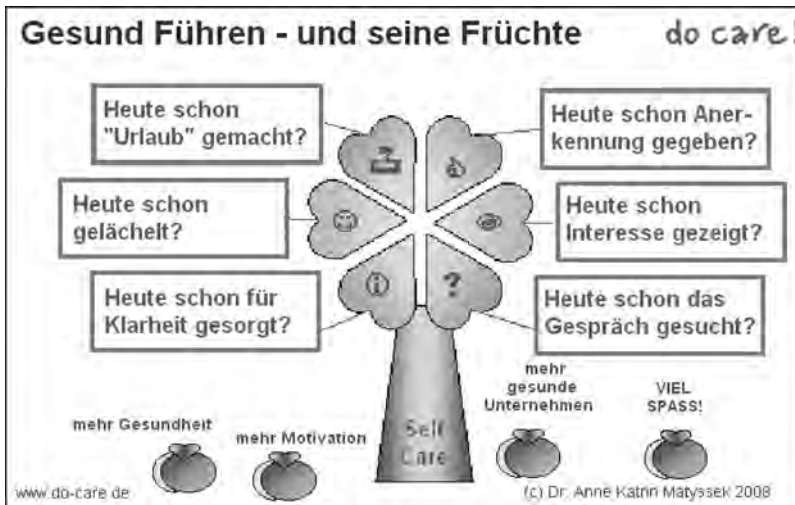 Gesund Führen - und seine Früchte
do care!
Heute schon
"Urlaub" gemacht?
Heute schon Aner-
kennung gegeben?
Heute schon
gelächelt?
Heute schon
Interesse gezeigt?
Heute schon für
Klarheit gesorgt?
?
Heute schon das
Gespräch gesucht?
mehr Gesundheit
mehr Motivation
Self
Care
mehr
gesunde
Unternehmen
VIEL
SPASS!
www.do-care.de
(c) Dr. Anne Katrin Matyssek 2008